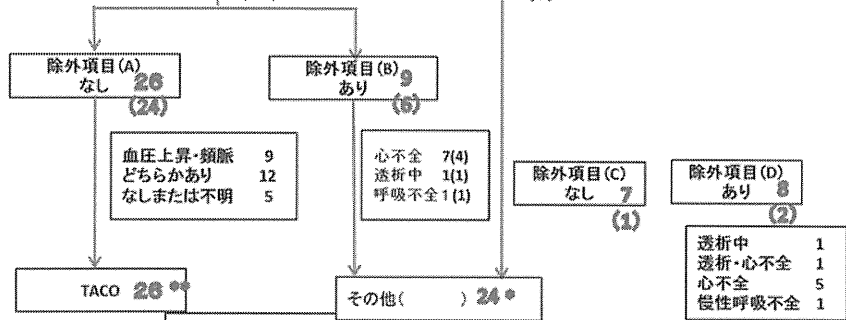 除外項目(A)
なし 26
(24)
除外項目(B) 9
あり (6)
血圧上昇・頻脈 9
どちらかあり 12
なしまたは不明 5
心不全 7(4)
透析中 1(1)
呼吸不全 1(1)
除外項目(C)
なし 7
(1)
除外項目(D)
あり 8
(2)
透析中 1
透析・心不全 1
心不全 5
慢性呼吸不全 1
TACO 26 **
その他( ) 24 *